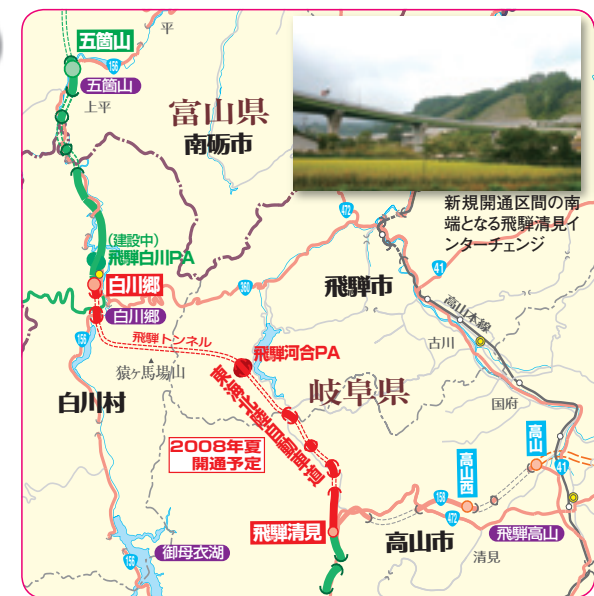 五箇山
平
156
五箇山
上平
富山県
南砺市
新規開通区間の南
端となる飛騨清見イ
ンターチェンジ
472
(建設中)
飛騨白川PA
白川郷
360
飛騨市
41
高山本線
白川郷
飛騨トンネル
古川
156
猿ヶ馬場山
飛騨河合PA
岐阜県
白川村
東海北陸自動車道
国府
2008年夏
開通予定
高山
高山西
41
158
472
飛騨清見
高山市
飛騨高山
清見
御母衣湖
156